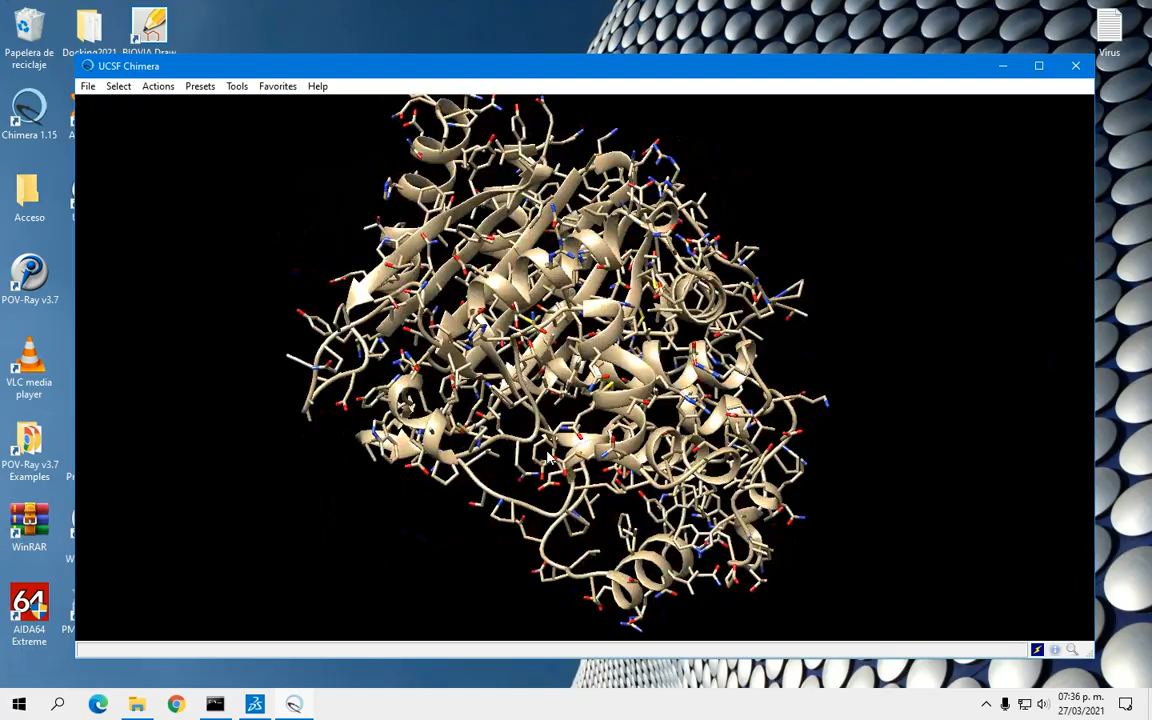 Papelera de
reciclaje
Docking2021
BIOVIA Draw
Virus
UCSF Chimera
File Select Actions Presets Tools Favorites Help
Chimera 1.15
Acceso
POV-Ray v3.7
VLC media
player
POV-Ray v3.7
Examples
WinRAR
64
AIDA64
Extreme
07:36 p. m.
27/03/2021